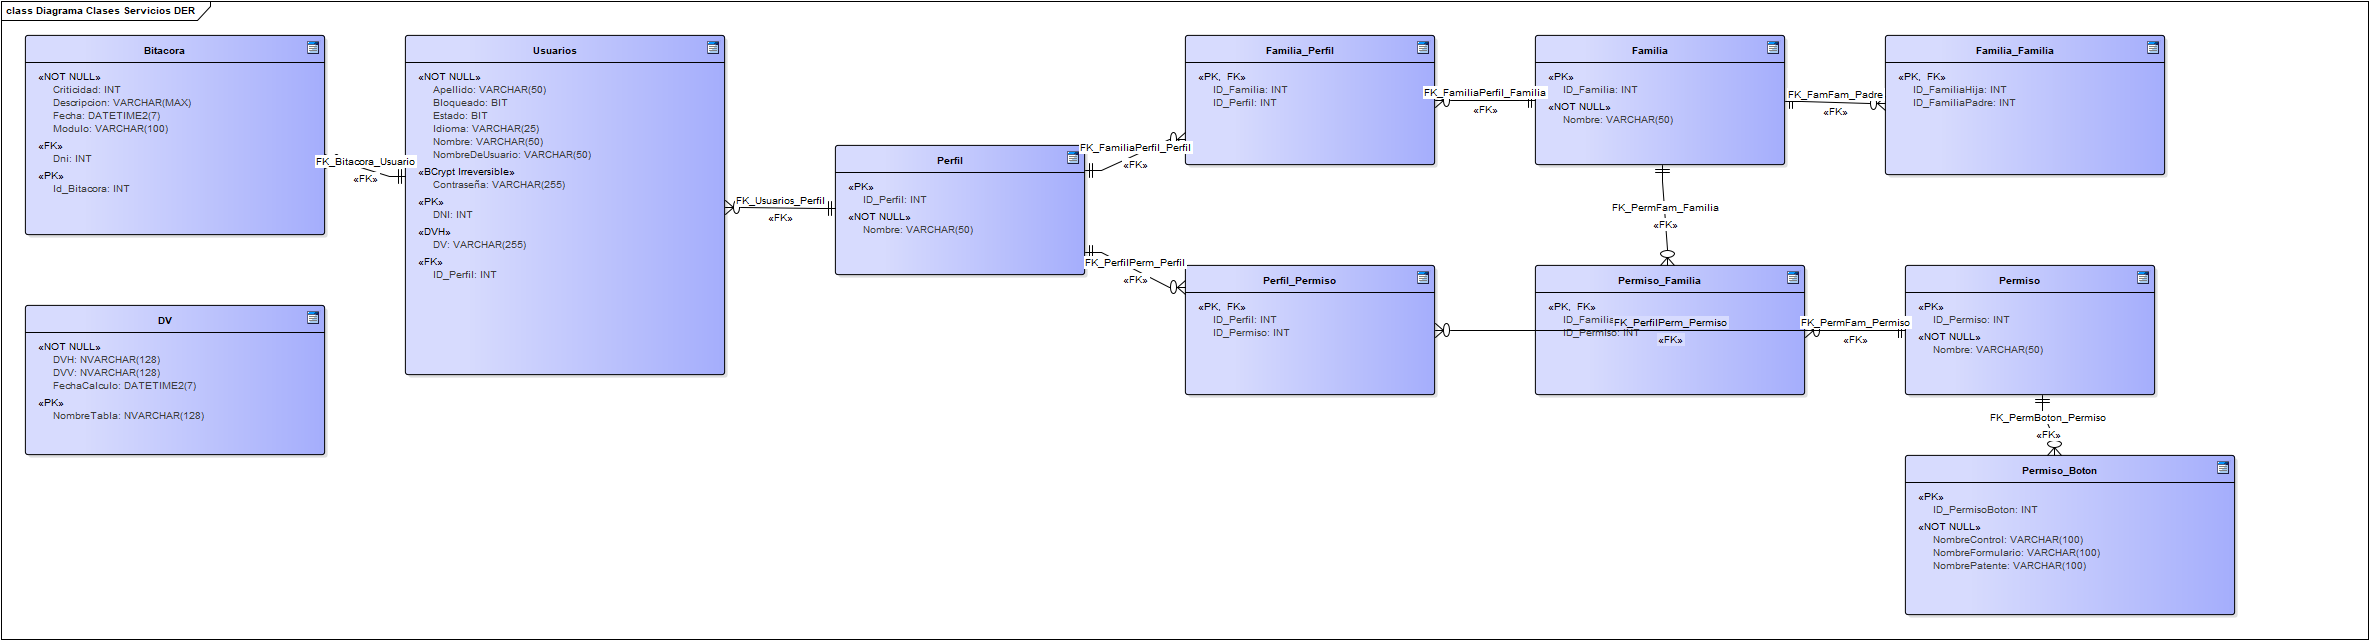 class Diagrama Clases Servicios DER
Bitacora
«NOT NULL»
Criticidad: INT
Descripcion: VARCHAR(MAX)
Fecha: DATETIME2(7)
Modulo: VARCHAR(100)
«FK»
Dni: INT
«PK»
Id_Bitacora: INT
FK_Bitacora_Usuario
«FK»
DV
«NOT NULL»
DVH: NVARCHAR(128)
DVV: NVARCHAR(128)
FechaCalculo: DATETIME2(7)
«PK»
NombreTabla: NVARCHAR(128)
Usuarios
«NOT NULL»
Apellido: VARCHAR(50)
Bloqueado: BIT
Estado: BIT
Idioma: VARCHAR(25)
Nombre: VARCHAR(50)
NombreDeUsuario: VARCHAR(50)
«BCrypt Irreversible»
Contraseña: VARCHAR(255)
«PK»
DNI: INT
«DVH»
DV: VARCHAR(255)
«FK»
ID_Perfil: INT
FK_Usuarios_Perfil
«FK»
Perfil
«PK»
ID_Perfil: INT
«NOT NULL»
Nombre: VARCHAR(50)
FK_FamiliaPerfil_Perfil
«FK»
FK_PerfilPerm_Perfil
«FK»
Familia_Perfil
«PK, FK»
ID_Familia: INT
ID_Perfil: INT
FK_FamiliaPerfil_Familia
«FK»
Familia
«PK»
ID_Familia: INT
«NOT NULL»
Nombre: VARCHAR(50)
FK_FamFam_Padre
«FK»
Familia_Familia
«PK, FK»
ID_FamiliaHija: INT
ID_FamiliaPadre: INT
FK_PermFam_Familia
«FK»
Perfil_Permiso
«PK, FK»
ID_Perfil: INT
ID_Permiso: INT
Permiso_Familia
«PK, FK»
ID_Familia
FK_PerfilPerm_Permiso
ID_Permiso: INT
«FK»
FK_PermFam_Permiso
«FK»
Permiso
«PK»
ID_Permiso: INT
«NOT NULL»
Nombre: VARCHAR(50)
FK_PermBoton_Permiso
«FK»
Permiso_Boton
«PK»
ID_PermisoBoton: INT
«NOT NULL»
NombreControl: VARCHAR(100)
NombreFormulario: VARCHAR(100)
NombrePatente: VARCHAR(100)